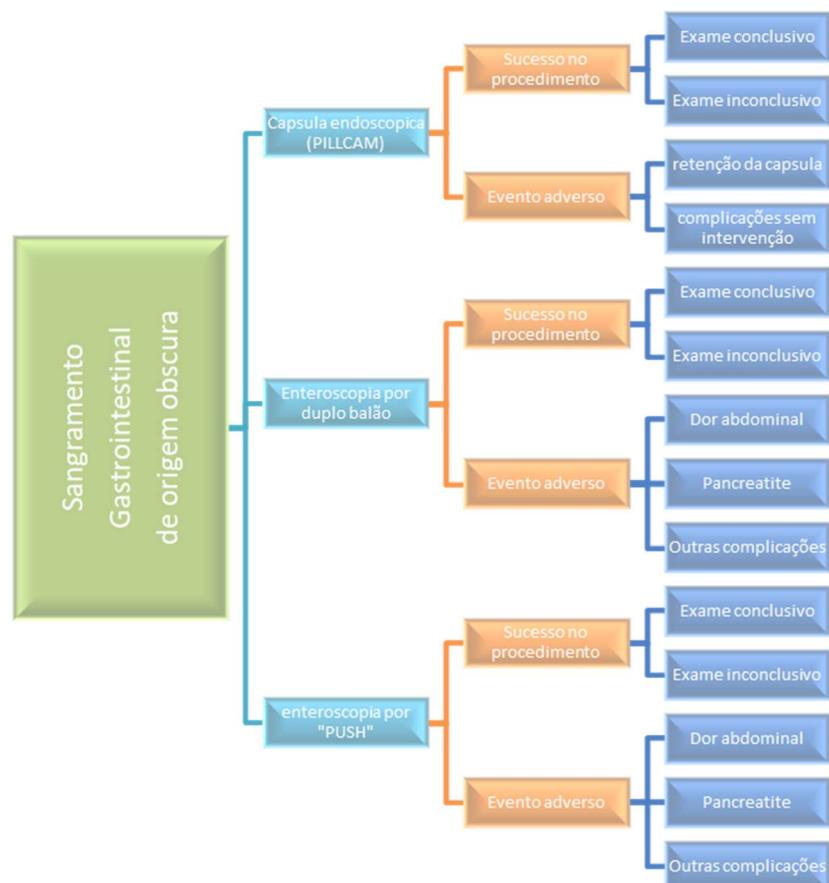 Sangramento
Gastrointestinal
de origem obscura
Capsula endoscopica
(PILLCAM)
Sucesso no
procedimento
Exame conclusivo
Exame inconclusivo
Evento adverso
retenção da capsula
complicações sem
intervenção
Enteroscopia por
duplo balão
Sucesso no
procedimento
Exame conclusivo
Exame inconclusivo
Evento adverso
Dor abdominal
Pancreatite
Outras complicações
enteroscopia por
"PUSH"
Sucesso no
procedimento
Exame conclusivo
Exame inconclusivo
Evento adverso
Dor abdominal
Pancreatite
Outras complicações